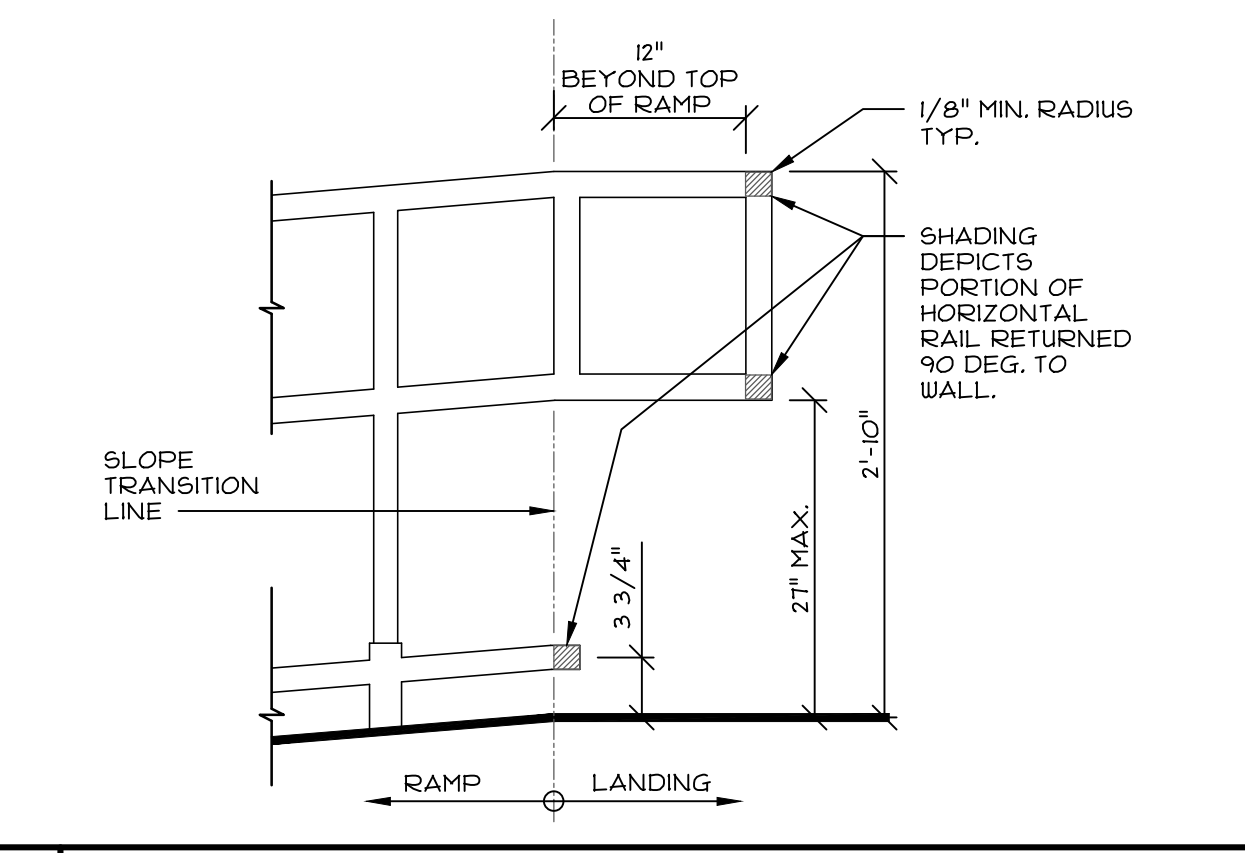 12"
BEYOND TOP
OF RAMP
1/8" MIN. RADIUS
TYP.
SHADING
DEPICTS
PORTION OF
HORIZONTAL
RAIL RETURNED
90 DEG. TO
WALL.
2'-10"
27" MAX.
3 3/4"
SLOPE
TRANSITION
LINE
RAMP
LANDING